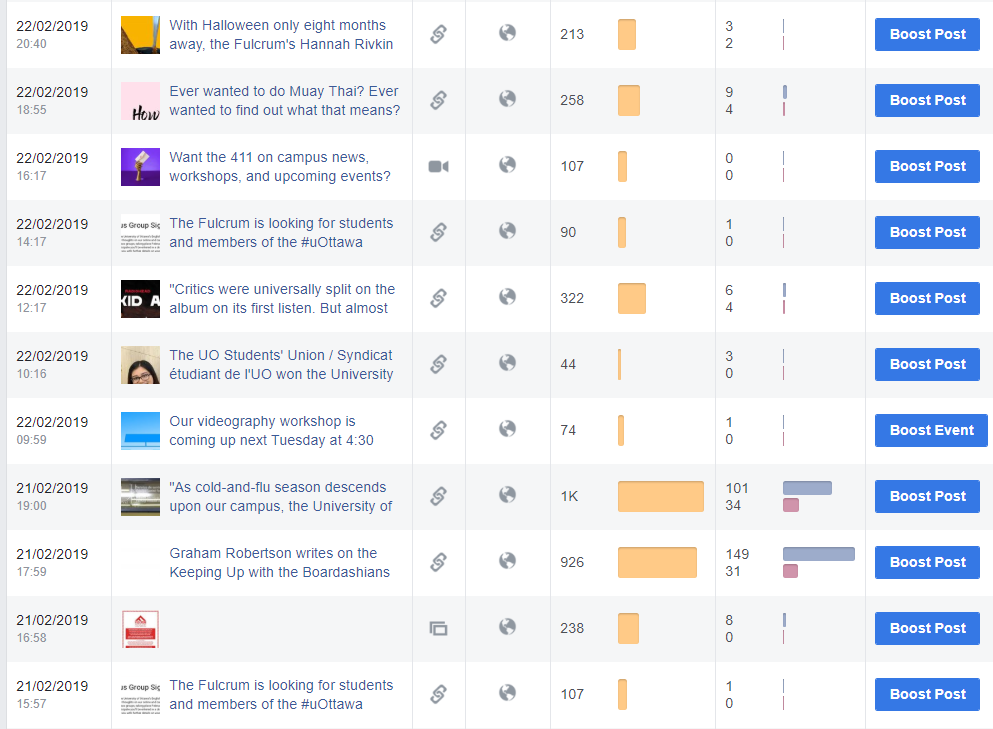 22/02/2019
20:40
With Halloween only eight months
away, the Fulcrum's Hannah Rivkin
213
3
2
Boost Post
22/02/2019
18:55
How
Ever wanted to do Muay Thai? Ever
wanted to find out what that means?
258
9
4
Boost Post
22/02/2019
16:17
Want the 411 on campus news,
workshops, and upcoming events?
107
0
0
Boost Post
22/02/2019
14:17
us Group Sig
The Fulcrum is looking for students
and members of the #uOttawa
90
1
0
Boost Post
22/02/2019
12:17
KID A
"Critics were universally split on the
album on its first listen. But almost
322
6
4
Boost Post
22/02/2019
10:16
The UO Students' Union / Syndicat
étudiant de l'UO won the University
44
3
0
Boost Post
22/02/2019
09:59
Our videography workshop is
coming up next Tuesday at 4:30
74
1
0
Boost Event
21/02/2019
19:00
"As cold-and-flu season descends
upon our campus, the University of
1K
101
34
Boost Post
21/02/2019
17:59
Graham Robertson writes on the
Keeping Up with the Boardashians
926
149
31
Boost Post
21/02/2019
16:58
238
8
0
Boost Post
21/02/2019
15:57
us Group Sig
The Fulcrum is looking for students
and members of the #uOttawa
107
1
0
Boost Post